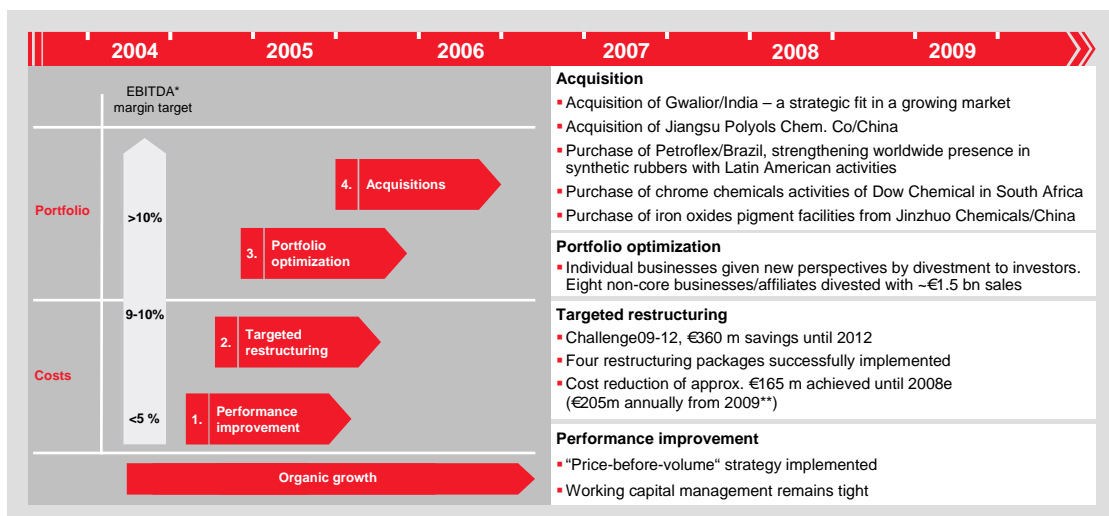 2004 2005 2006 2007 2008 2009
EBITDA*
margin target
Portfolio
>10%
4. Acquisitions
3. Portfolio
optimization
9-10%
2. Targeted
restructuring
Costs
<5 %
1. Performance
improvement
Organic growth
Acquisition
▪ Acquisition of Gwalior/India – a strategic fit in a growing market
▪ Acquisition of Jiangsu Polyols Chem. Co/China
▪ Purchase of Petroflex/Brazil, strengthening worldwide presence in
synthetic rubbers with Latin American activities
▪ Purchase of chrome chemicals activities of Dow Chemical in South Africa
▪ Purchase of iron oxides pigment facilities from Jinzhuo Chemicals/China
Portfolio optimization
▪ Individual businesses given new perspectives by divestment to investors.
Eight non-core businesses/affiliates divested with ~€1.5 bn sales
Targeted restructuring
▪ Challenge09-12, €360 m savings until 2012
▪ Four restructuring packages successfully implemented
▪ Cost reduction of approx. €165 m achieved until 2008e
(€205m annually from 2009**)
Performance improvement
▪ “Price-before-volume“ strategy implemented
▪ Working capital management remains tight